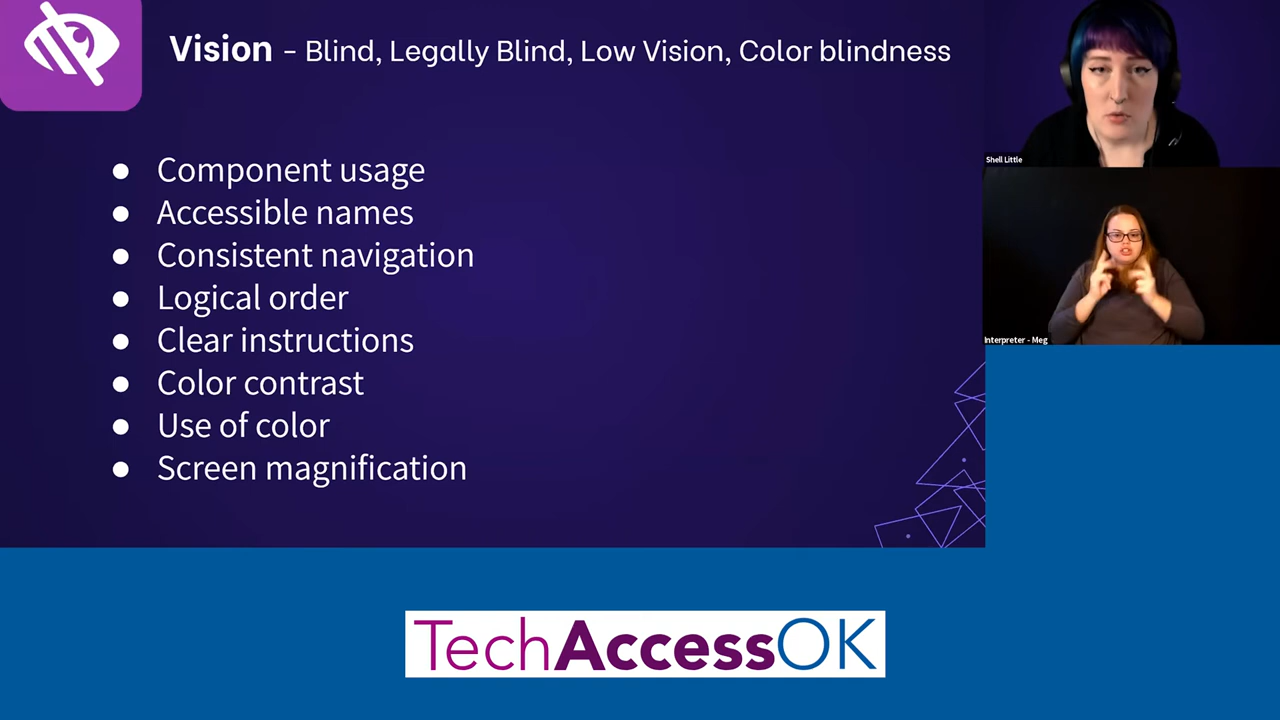 Vision - Blind, Legally Blind, Low Vision, Color blindness
● Component usage
● Accessible names
● Consistent navigation
● Logical order
● Clear instructions
● Color contrast
● Use of color
● Screen magnification
Shell Little
Interpreter - Meg
TechAccessOK